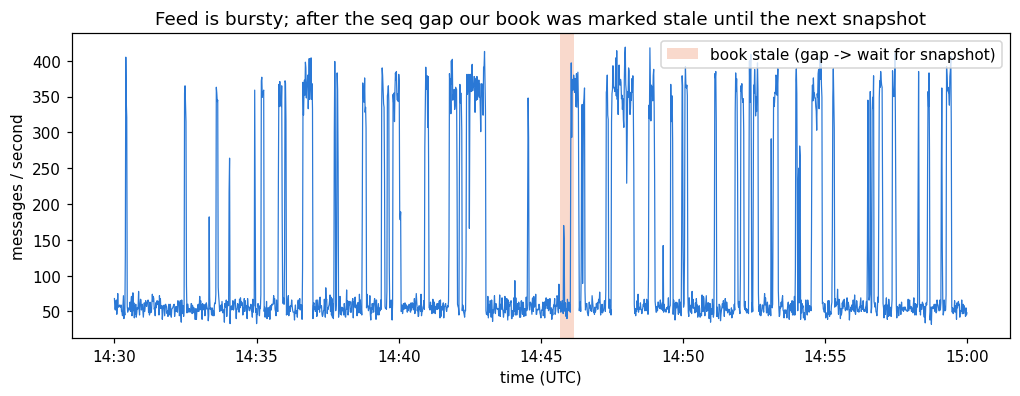 Feed is bursty; after the seq gap our book was marked stale until the next snapshot
book stale (gap -> wait for snapshot)
messages / second
400
350
300
250
200
150
100
50
14:30 14:35 14:40 14:45 14:50 14:55 15:00
time (UTC)